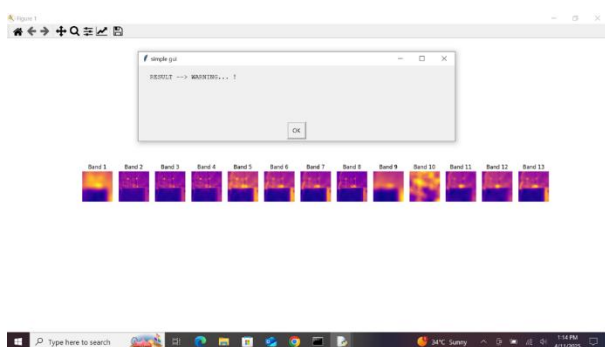 Figure 1
simple gui
RESULT --> WARNING... !
OK
Band 1 Band 2 Band 3 Band 4 Band 5 Band 6 Band 7 Band 8 Band 9 Band 10 Band 11 Band 12 Band 13
Type here to search
34°C Sunny
1:14 PM